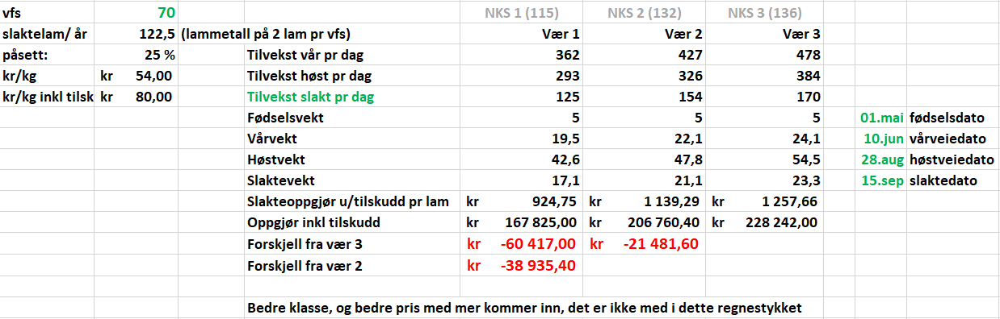 vfs 70 NKS 1 (115) NKS 2 (132) NKS 3 (136)
slaktelam/ år 122,5 (lammetall på 2 lam pr vfs) Vær 1 Vær 2 Vær 3
påsett: 25 % Tilvekst vår pr dag 362 427 478
kr/kg kr 54,00 Tilvekst høst pr dag 293 326 384
kr/kg inkl tilsk kr 80,00 Tilvekst slakt pr dag 125 154 170
Fødselsvekt 5 5 5 01.mai fødselsdato
Vårvekt 19,5 22,1 24,1 10.jun vårveiedato
Høstvekt 42,6 47,8 54,5 28.aug høstveiedato
Slaktevekt 17,1 21,1 23,3 15.sep slaktedato
Slakteoppgjør u/tilskudd pr lam kr 924,75 kr 1 139,29 kr 1 257,66
Oppgjør inkl tilskudd kr 167 825,00 kr 206 760,40 kr 228 242,00
Forskjell fra vær 3 kr -60 417,00 kr -21 481,60
Forskjell fra vær 2 kr -38 935,40
Bedre klasse, og bedre pris med mer kommer inn, det er ikke med i dette regnestykket